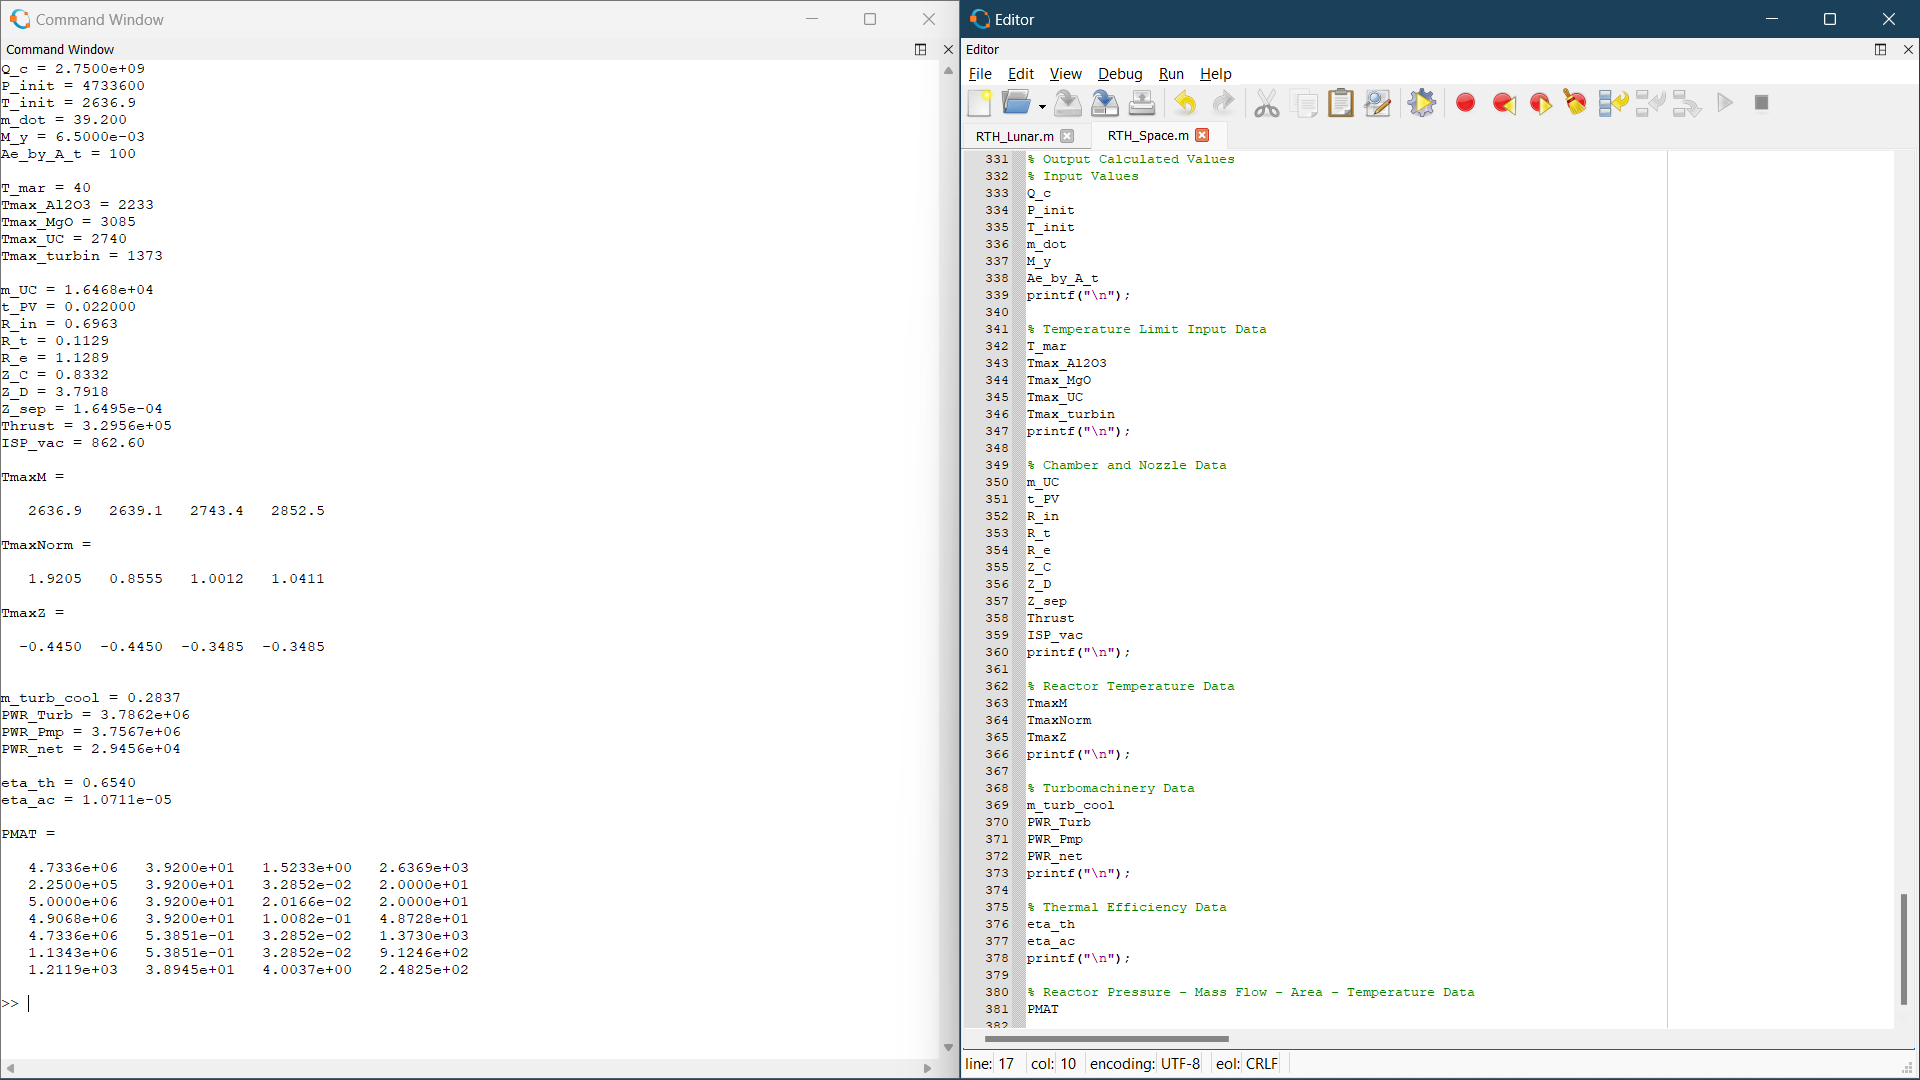 Command Window
Command Window
Q_c = 2.7500e+09
P_init = 4733600
T_init = 2636.9
m_dot = 39.200
M_y = 6.5000e-03
Ae_by_A_t = 100
T_mar = 40
Tmax_Al2O3 = 2233
Tmax_MgO = 3085
Tmax_UC = 2740
Tmax_turbin = 1373
m_UC = 1.6468e+04
t_PV = 0.022000
R_in = 0.6963
R_t = 0.1129
R_e = 1.1289
Z_C = 0.8332
Z_D = 3.7918
Z_sep = 1.6495e-04
Thrust = 3.2956e+05
ISP_vac = 862.60
TmaxM =
2636.9 2639.1 2743.4 2852.5
TmaxNorm =
1.9205 0.8555 1.0012 1.0411
TmaxZ =
-0.4450 -0.4450 -0.3485 -0.3485
m_turb_cool = 0.2837
PWR_Turb = 3.7862e+06
PWR_Pmp = 3.7567e+06
PWR_net = 2.9456e+04
eta_th = 0.6540
eta_ac = 1.0711e-05
PMAT =
4.7336e+06 3.9200e+01 1.5233e+00 2.6369e+03
2.2500e+05 3.9200e+01 3.2852e-02 2.0000e+01
5.0000e+06 3.9200e+01 2.0166e-02 2.0000e+01
4.9068e+06 3.9200e+01 1.0082e-01 4.8728e+01
4.7336e+06 5.3851e-01 3.2852e-02 1.3730e+03
1.1343e+06 5.3851e-01 3.2852e-02 9.1246e+02
1.2119e+03 3.8945e+01 4.0037e+00 2.4825e+02
>>
Editor
Editor
File Edit View Debug Run Help
RTH_Lunar.m RTH_Space.m
331 % Output Calculated Values
332 % Input Values
333 Q_c
334 P_init
335 T_init
336 m_dot
337 M_y
338 Ae_by_A_t
339 printf("\n");
340
341 % Temperature Limit Input Data
342 T_mar
343 Tmax_Al2O3
344 Tmax_MgO
345 Tmax_UC
346 Tmax_turbin
347 printf("\n");
348
349 % Chamber and Nozzle Data
350 m_UC
351 t_PV
352 R_in
353 R_t
354 R_e
355 Z_C
356 Z_D
357 Z_sep
358 Thrust
359 ISP_vac
360 printf("\n");
361
362 % Reactor Temperature Data
363 TmaxM
364 TmaxNorm
365 TmaxZ
366 printf("\n");
367
368 % Turbomachinery Data
369 m_turb_cool
370 PWR_Turb
371 PWR_Pmp
372 PWR_net
373 printf("\n");
374
375 % Thermal Efficiency Data
376 eta_th
377 eta_ac
378 printf("\n");
379
380 % Reactor Pressure - Mass Flow - Area - Temperature Data
381 PMAT
382
line: 17 col: 10 encoding: UTF-8 eol: CRLF